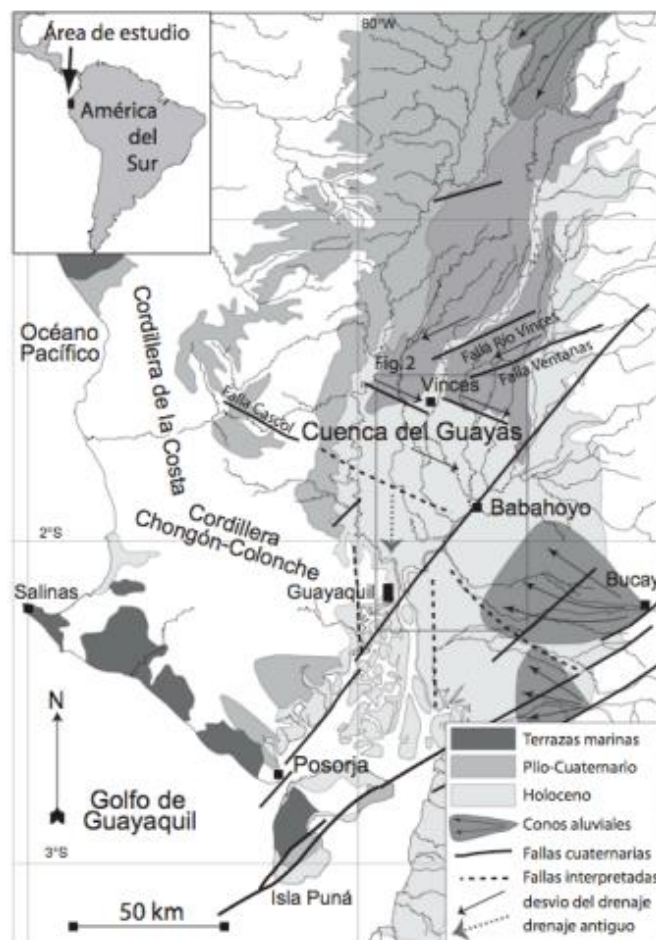 Área de estudio
América
del
Sur
80°W
Océano
Pacífico
Cordillera de la Costa
Falla Rio Vinces
Falla Ventanas
Fig.2
Vinces
Falla Cascol
Cuenca del Guayas
Babahoyo
Cordillera
Chongón-Colonche
2°S
Salinas
Guayaquil
Bucay
N
Posorja
Golfo de
Guayaquil
3°S
Isla Puná
50 km
Terrazas marinas
Plio-Cuaternario
Holoceno
Conos aluviales
Fallas cuaternarias
Fallas interpretadas
desvio del drenaje
drenaje antiguo